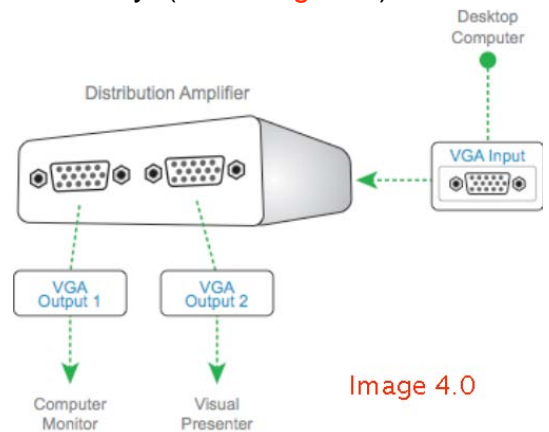 Desktop
Computer
Distribution Amplifier
VGA Input
VGA
Output 1
VGA
Output 2
Image 4.0
Computer
Monitor
Visual
Presenter